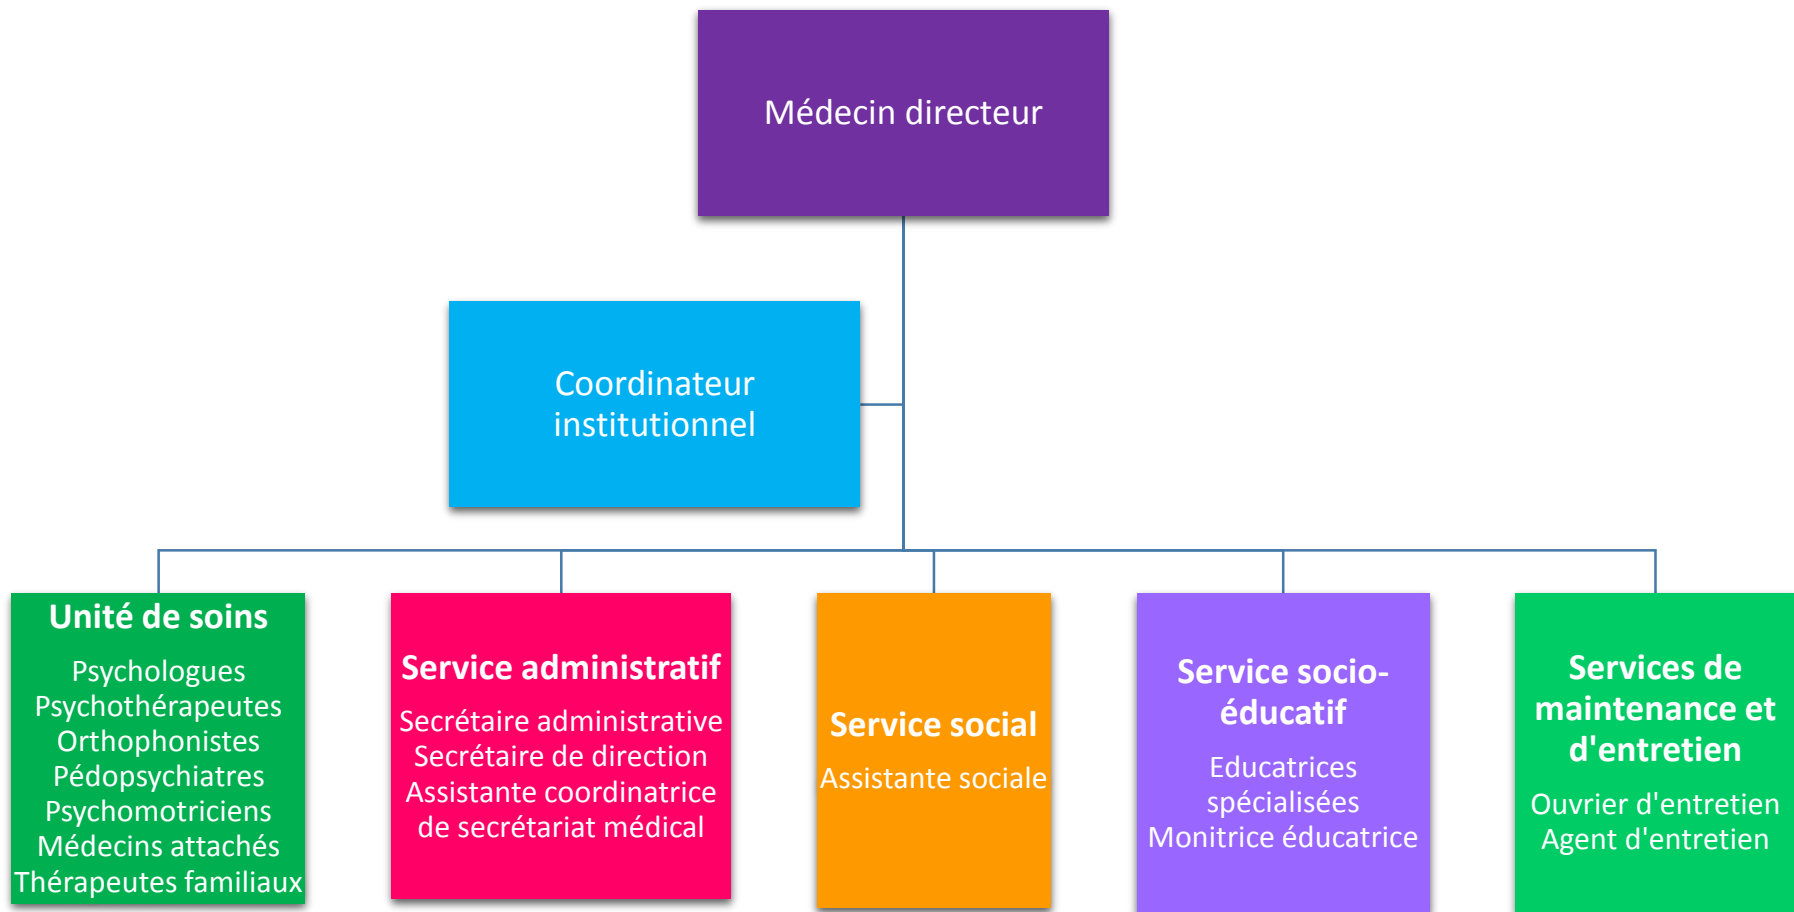 Médecin directeur
Coordinateur
institutionnel
Unité de soins
Psychologues
Psychothérapeutes
Orthophonistes
Pédopsychiatres
Psychomotriciens
Médecins attachés
Thérapeutes familiaux
Service administratif
Secrétaire administrative
Secrétaire de direction
Assistante coordinatrice
de secrétariat médical
Service social
Assistante sociale
Service socio-
éducatif
Educatrices
spécialisées
Monitrice éducatrice
Services de
maintenance et
d'entretien
Ouvrier d'entretien
Agent d'entretien